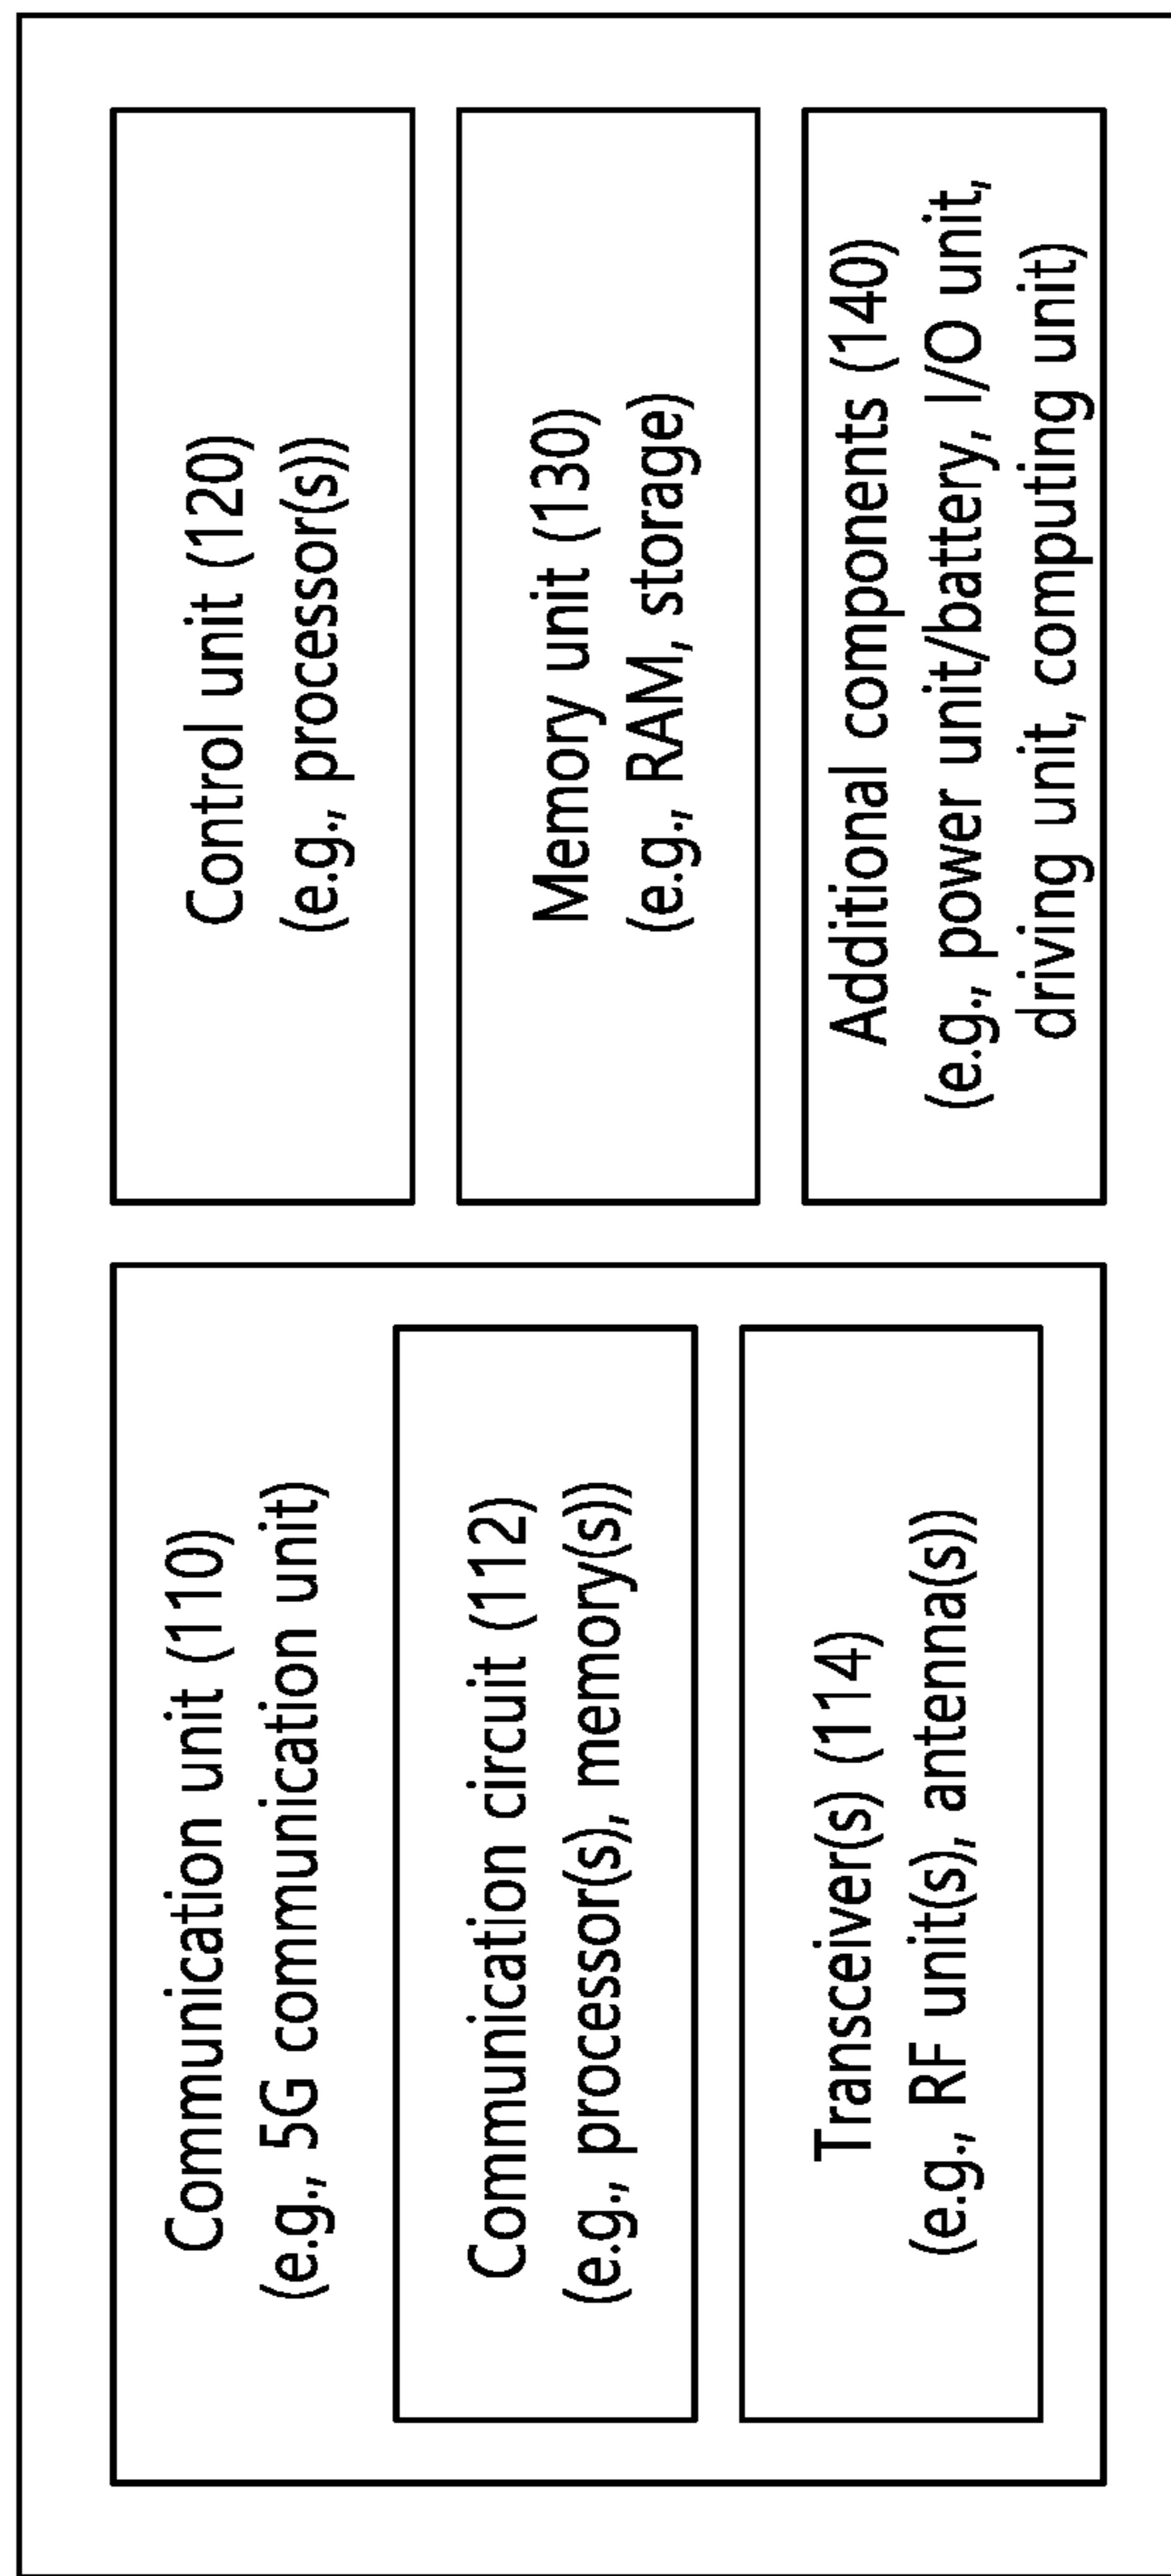 Communication unit (110)
(e.g., 5G communication unit)
Communication circuit (112)
(e.g., processor(s), memory(s))
Transceiver(s) (114)
(e.g., RF unit(s), antenna(s))
Control unit (120)
(e.g., processor(s))
Memory unit (130)
(e.g., RAM, storage)
Additional components (140)
(e.g., power unit/battery, I/O unit,
driving unit, computing unit)